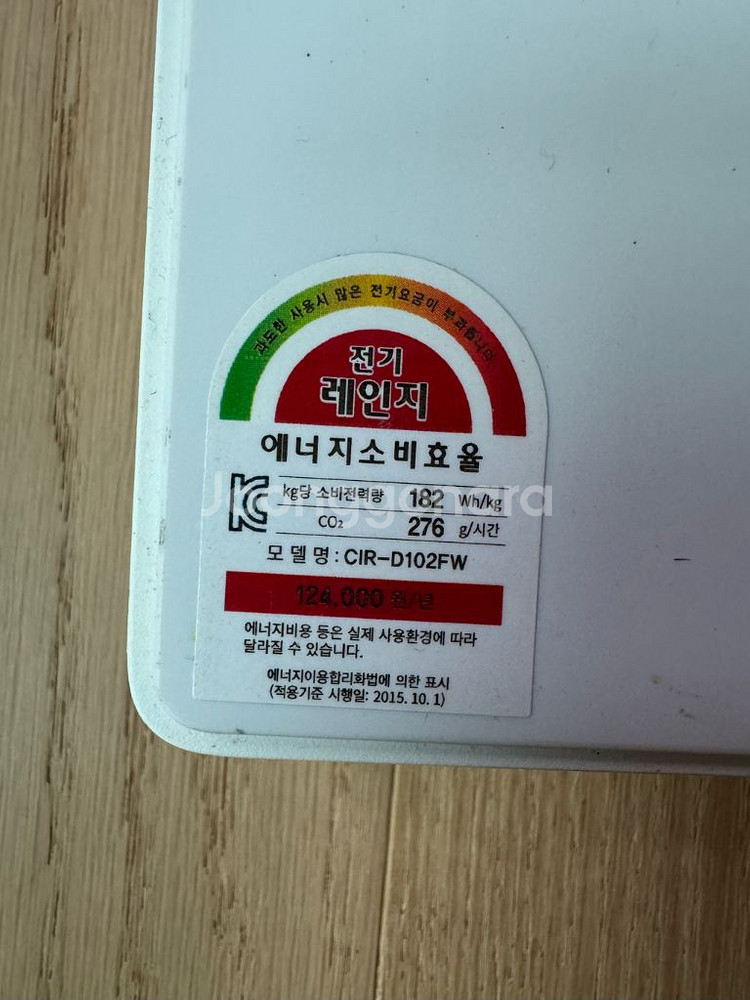 과도한 사용시 많은 전기요금이 부과됩니다
전기
레인지
에너지소비효율
kg당 소비전력량 182 Wh/kg
CO₂ 276 g/시간
모델명 : CIR-D102FW
124,000 원/년
에너지비용 등은 실제 사용환경에 따라
달라질 수 있습니다.
에너지이용합리화법에 의한 표시
(적용기준 시행일: 2015. 10. 1)
Joonggonara